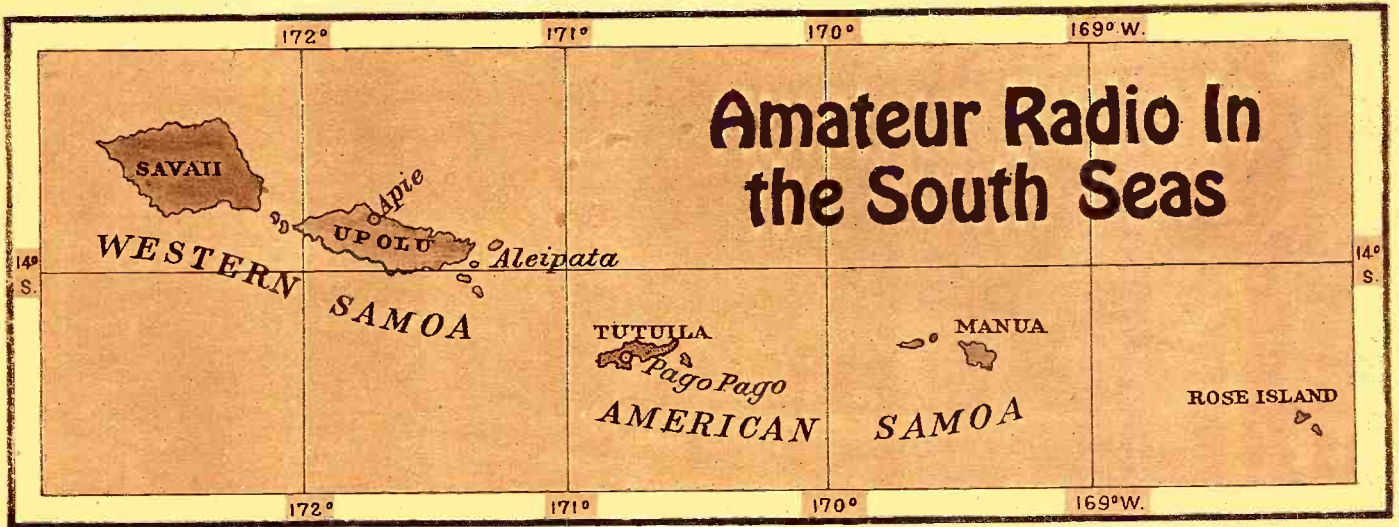 172° 171° 170° 169° W.
Amateur Radio In
the South Seas
SAVAII
Apie
UPOLU
Aleipata
WESTERN SAMOA
14° S.
14° S.
TUTUILA
Pago Pago
MANUA
AMERICAN SAMOA
ROSE ISLAND
172° 171° 170° 169° W.